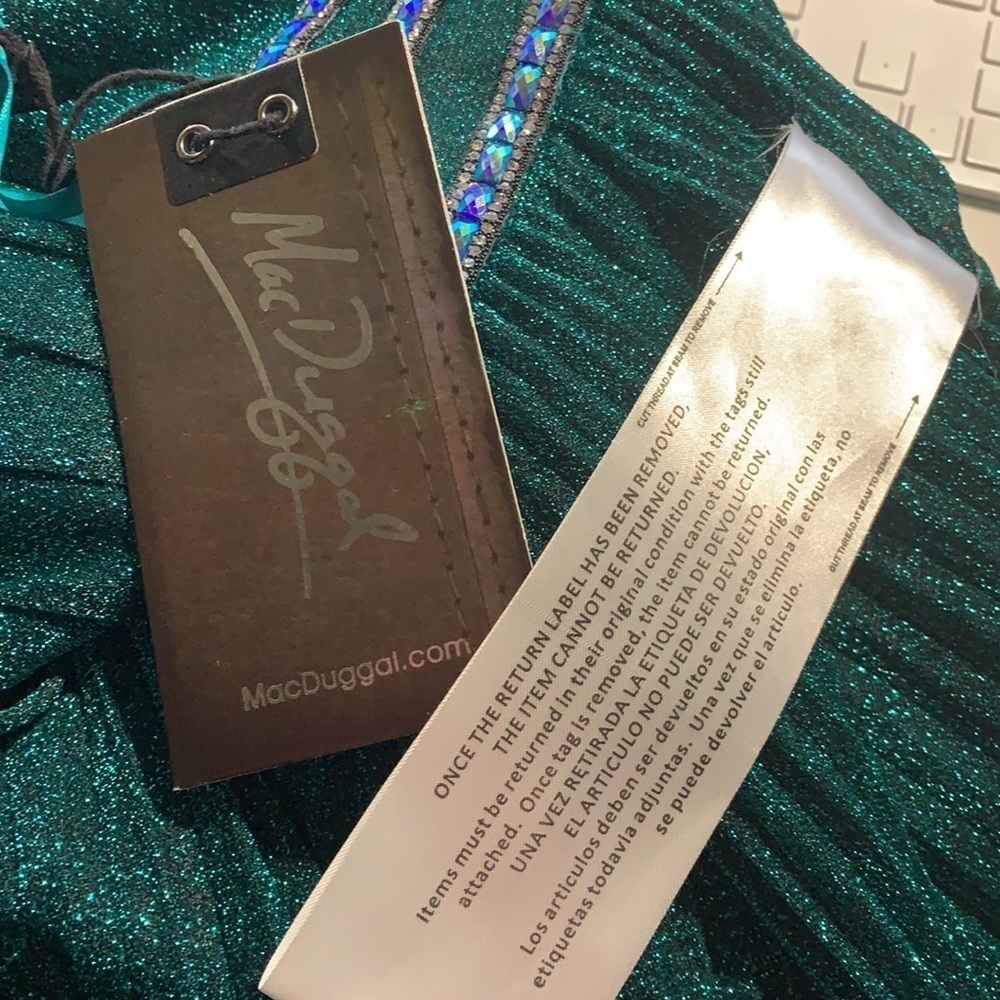 Mac Duggal
MacDuggal.com
CUT THREAD AT SEAM TO REMOVE
ONCE THE RETURN LABEL HAS BEEN REMOVED,
THE ITEM CANNOT BE RETURNED.
Items must be returned in their original condition with the tags still
attached. Once tag is removed, the item cannot be returned.
UNA VEZ RETIRADA LA ETIQUETA DE DEVOLUCION,
EL ARTICULO NO PUEDE SER DEVUELTO.
Los articulos deben ser devueltos en su estado original con las
etiquetas todavia adjuntas. Una vez que se elimina la etiqueta, no
se puede devolver el articulo.
CUT THREAD AT SEAM TO REMOVE